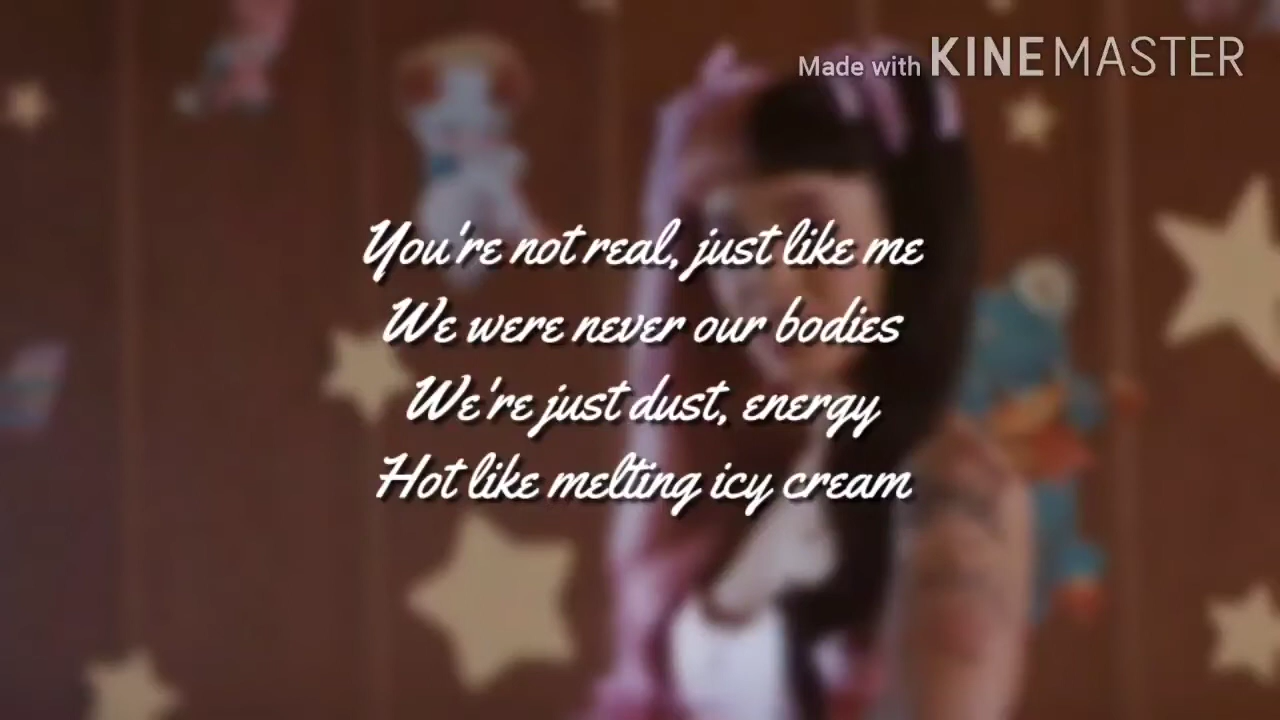 Made with KINEMASTER
You're not real, just like me
We were never our bodies
We're just dust, energy
Hot like melting icy cream